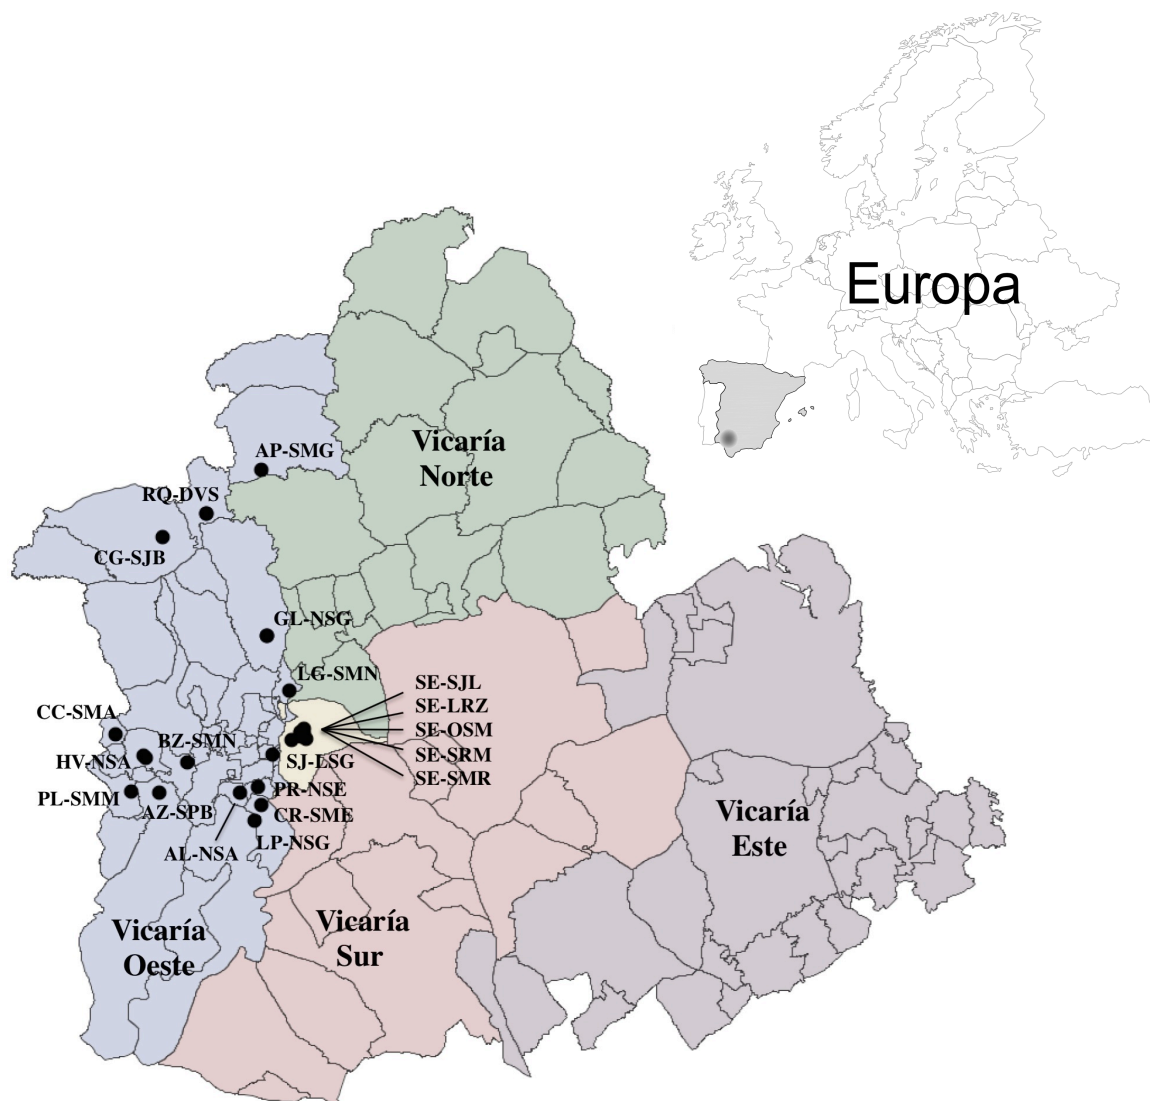 Europa
Vicaría
Norte
AP-SMG
RQ-DVS
CG-SJB
GL-NSG
LG-SMN
SE-SJL
SE-LRZ
SE-OSM
SE-SRM
SE-SMR
CC-SMA
BZ-SMN
HV-NSA
SJ-LSG
PL-SMM
AZ-SPB
PR-NSE
CR-SME
LP-NSG
AL-NSA
Vicaría
Este
Vicaría
Oeste
Vicaría
Sur